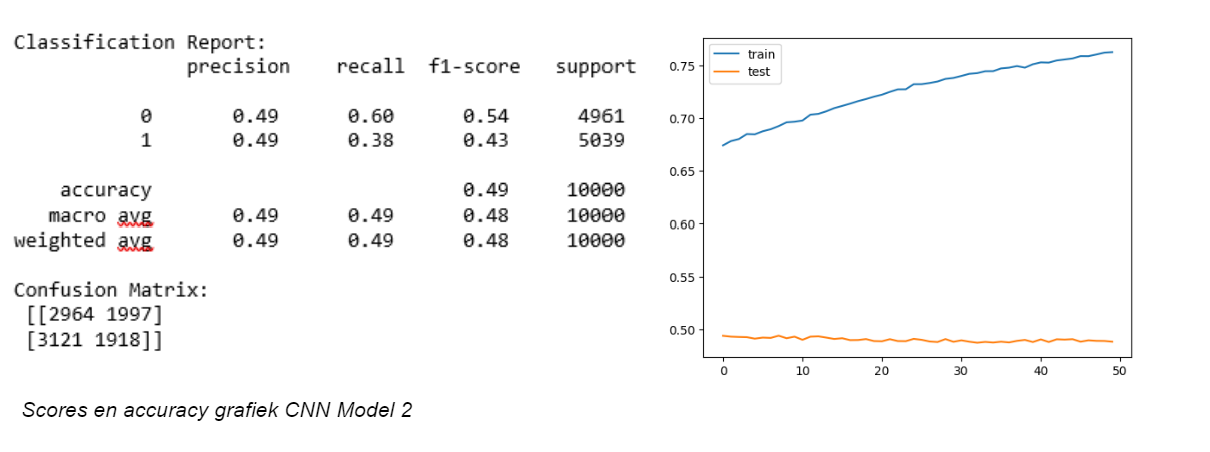 Classification Report:
precision recall f1-score support
0 0.49 0.60 0.54 4961
1 0.49 0.38 0.43 5039
accuracy 0.49 10000
macro avg 0.49 0.49 0.48 10000
weighted avg 0.49 0.49 0.48 10000
Confusion Matrix:
[[2964 1997]
[3121 1918]]
Scores en accuracy grafiek CNN Model 2
train
test
0.75
0.70
0.65
0.60
0.55
0.50
0 10 20 30 40 50